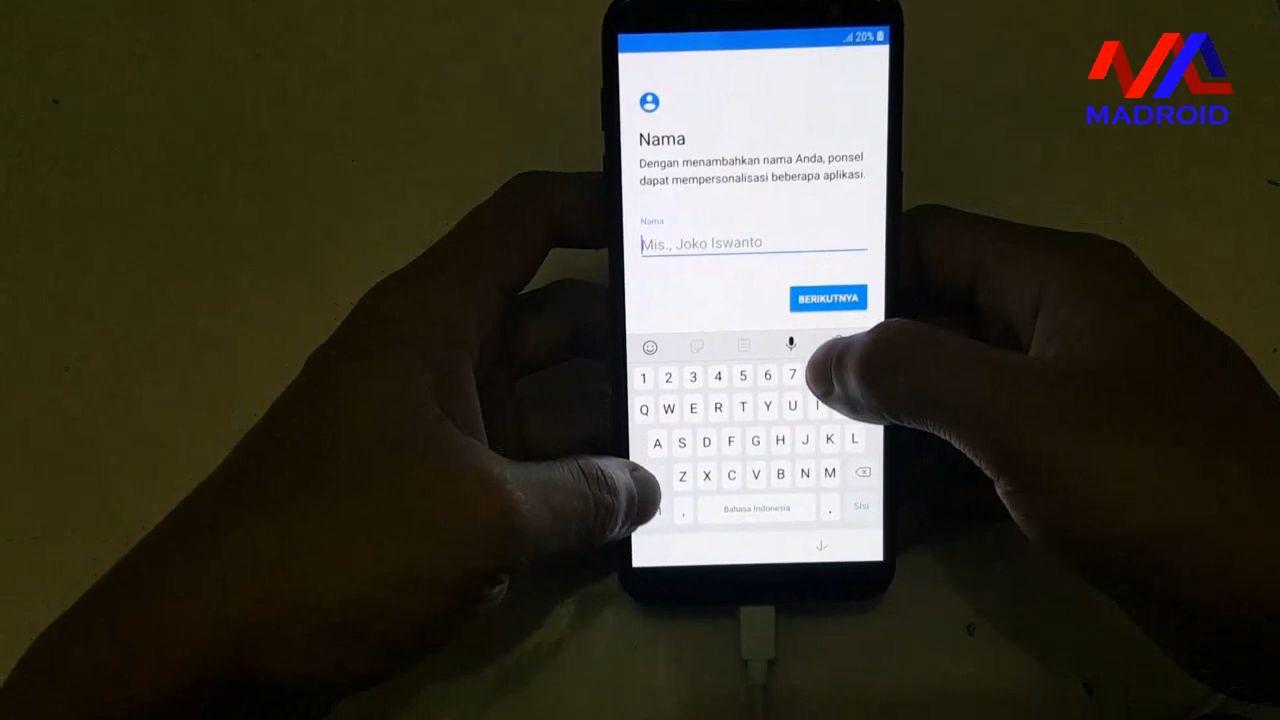 20%
MADROID
Nama
Dengan menambahkan nama Anda, ponsel
dapat mempersonalisasi beberapa aplikasi.
Nama
Mis., Joko Iswanto
BERIKUTNYA
1 2 3 4 5 6 7
Q W E R T Y U I
A S D F G H J K L
Z X C V B N M
, Bahasa Indonesia . Sisi